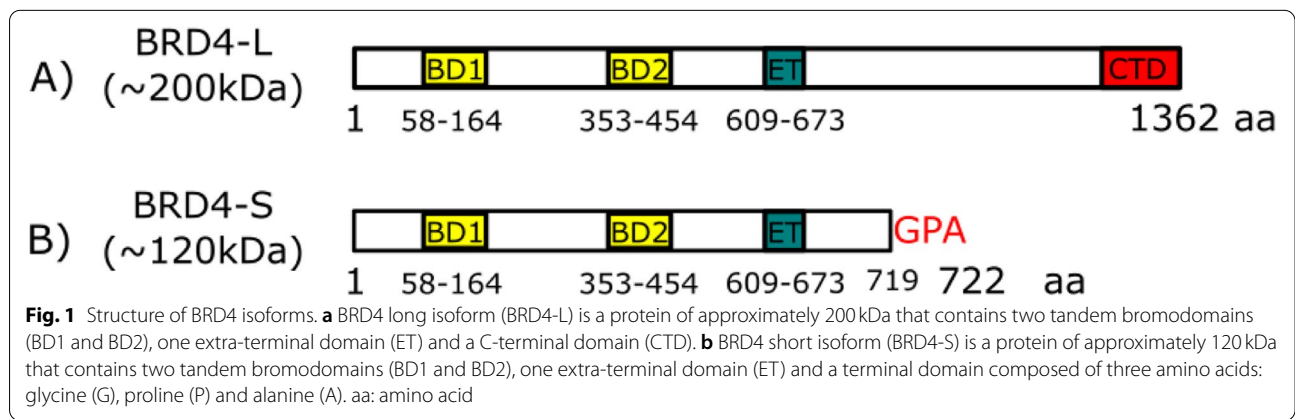 BRD4-L
A) (~200kDa)
BD1 BD2 ET CTD
1 58-164 353-454 609-673 1362 aa
BRD4-S
B) (~120kDa)
BD1 BD2 ET GPA
1 58-164 353-454 609-673 719 722 aa
Fig. 1 Structure of BRD4 isoforms. a BRD4 long isoform (BRD4-L) is a protein of approximately 200 kDa that contains two tandem bromodomains
(BD1 and BD2), one extra-terminal domain (ET) and a C-terminal domain (CTD). b BRD4 short isoform (BRD4-S) is a protein of approximately 120 kDa
that contains two tandem bromodomains (BD1 and BD2), one extra-terminal domain (ET) and a terminal domain composed of three amino acids:
glycine (G), proline (P) and alanine (A). aa: amino acid